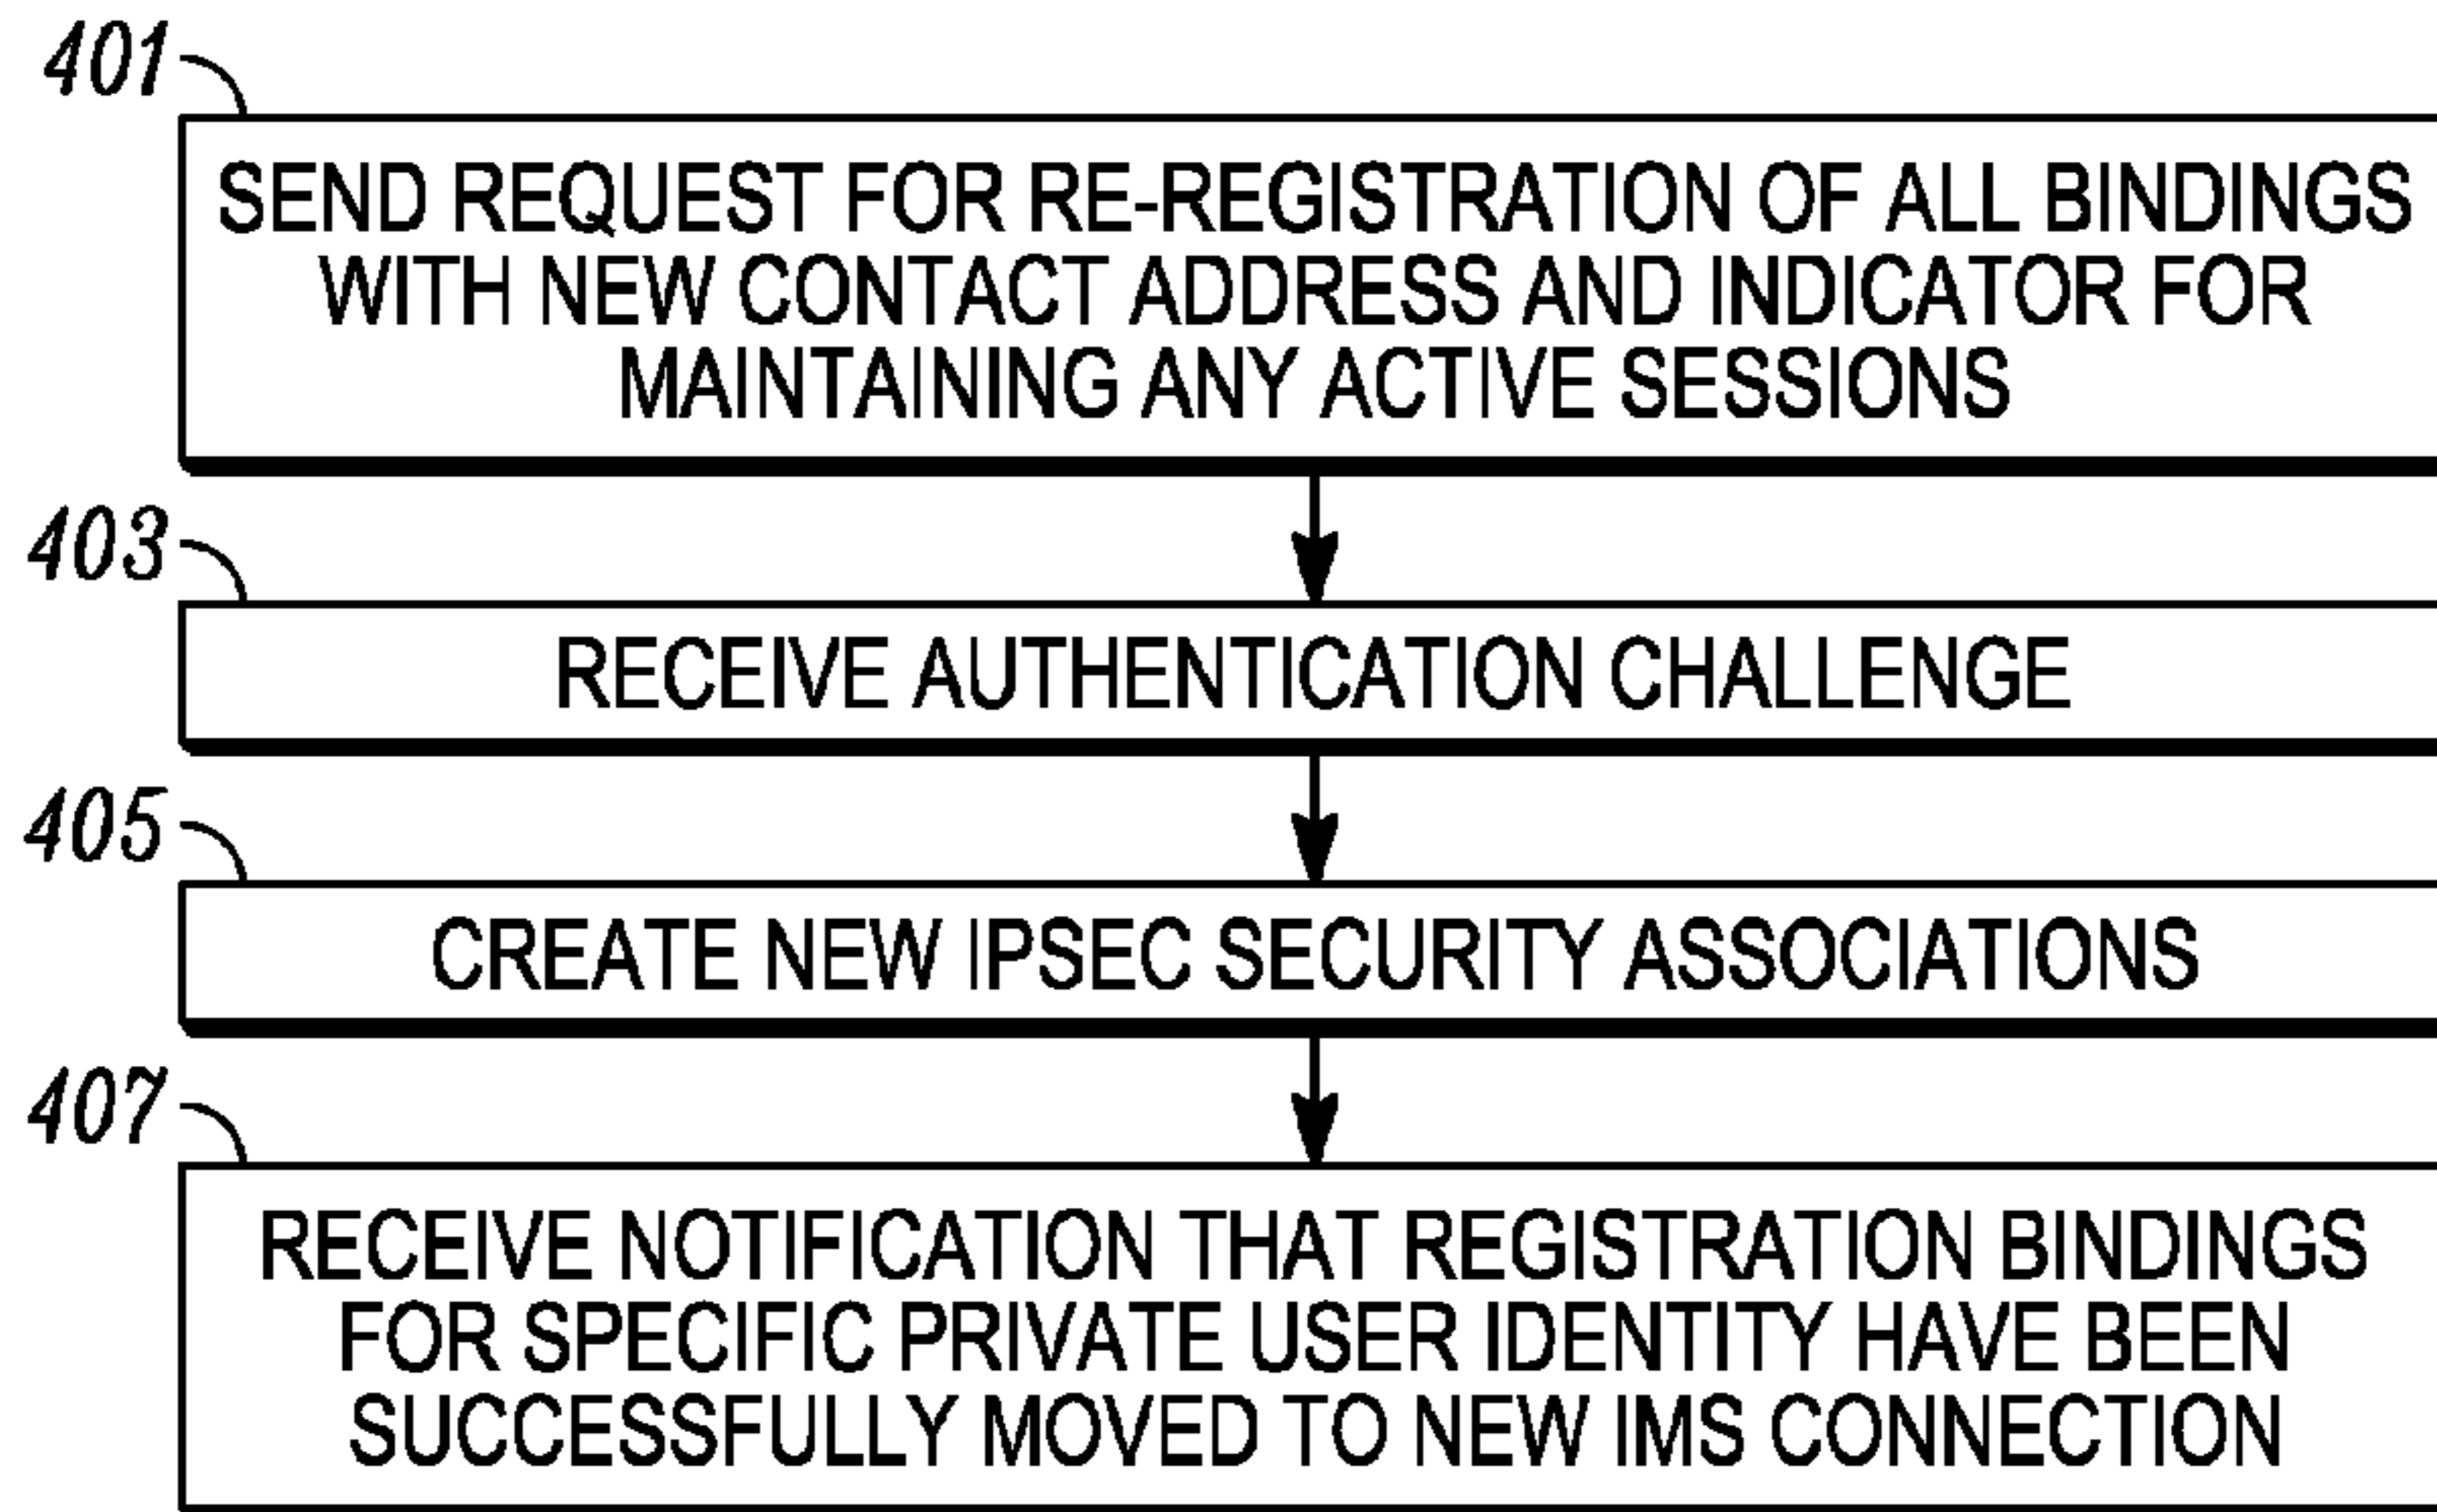 401
SEND REQUEST FOR RE-REGISTRATION OF ALL BINDINGS
WITH NEW CONTACT ADDRESS AND INDICATOR FOR
MAINTAINING ANY ACTIVE SESSIONS
403
RECEIVE AUTHENTICATION CHALLENGE
405
CREATE NEW IPSEC SECURITY ASSOCIATIONS
407
RECEIVE NOTIFICATION THAT REGISTRATION BINDINGS
FOR SPECIFIC PRIVATE USER IDENTITY HAVE BEEN
SUCCESSFULLY MOVED TO NEW IMS CONNECTION